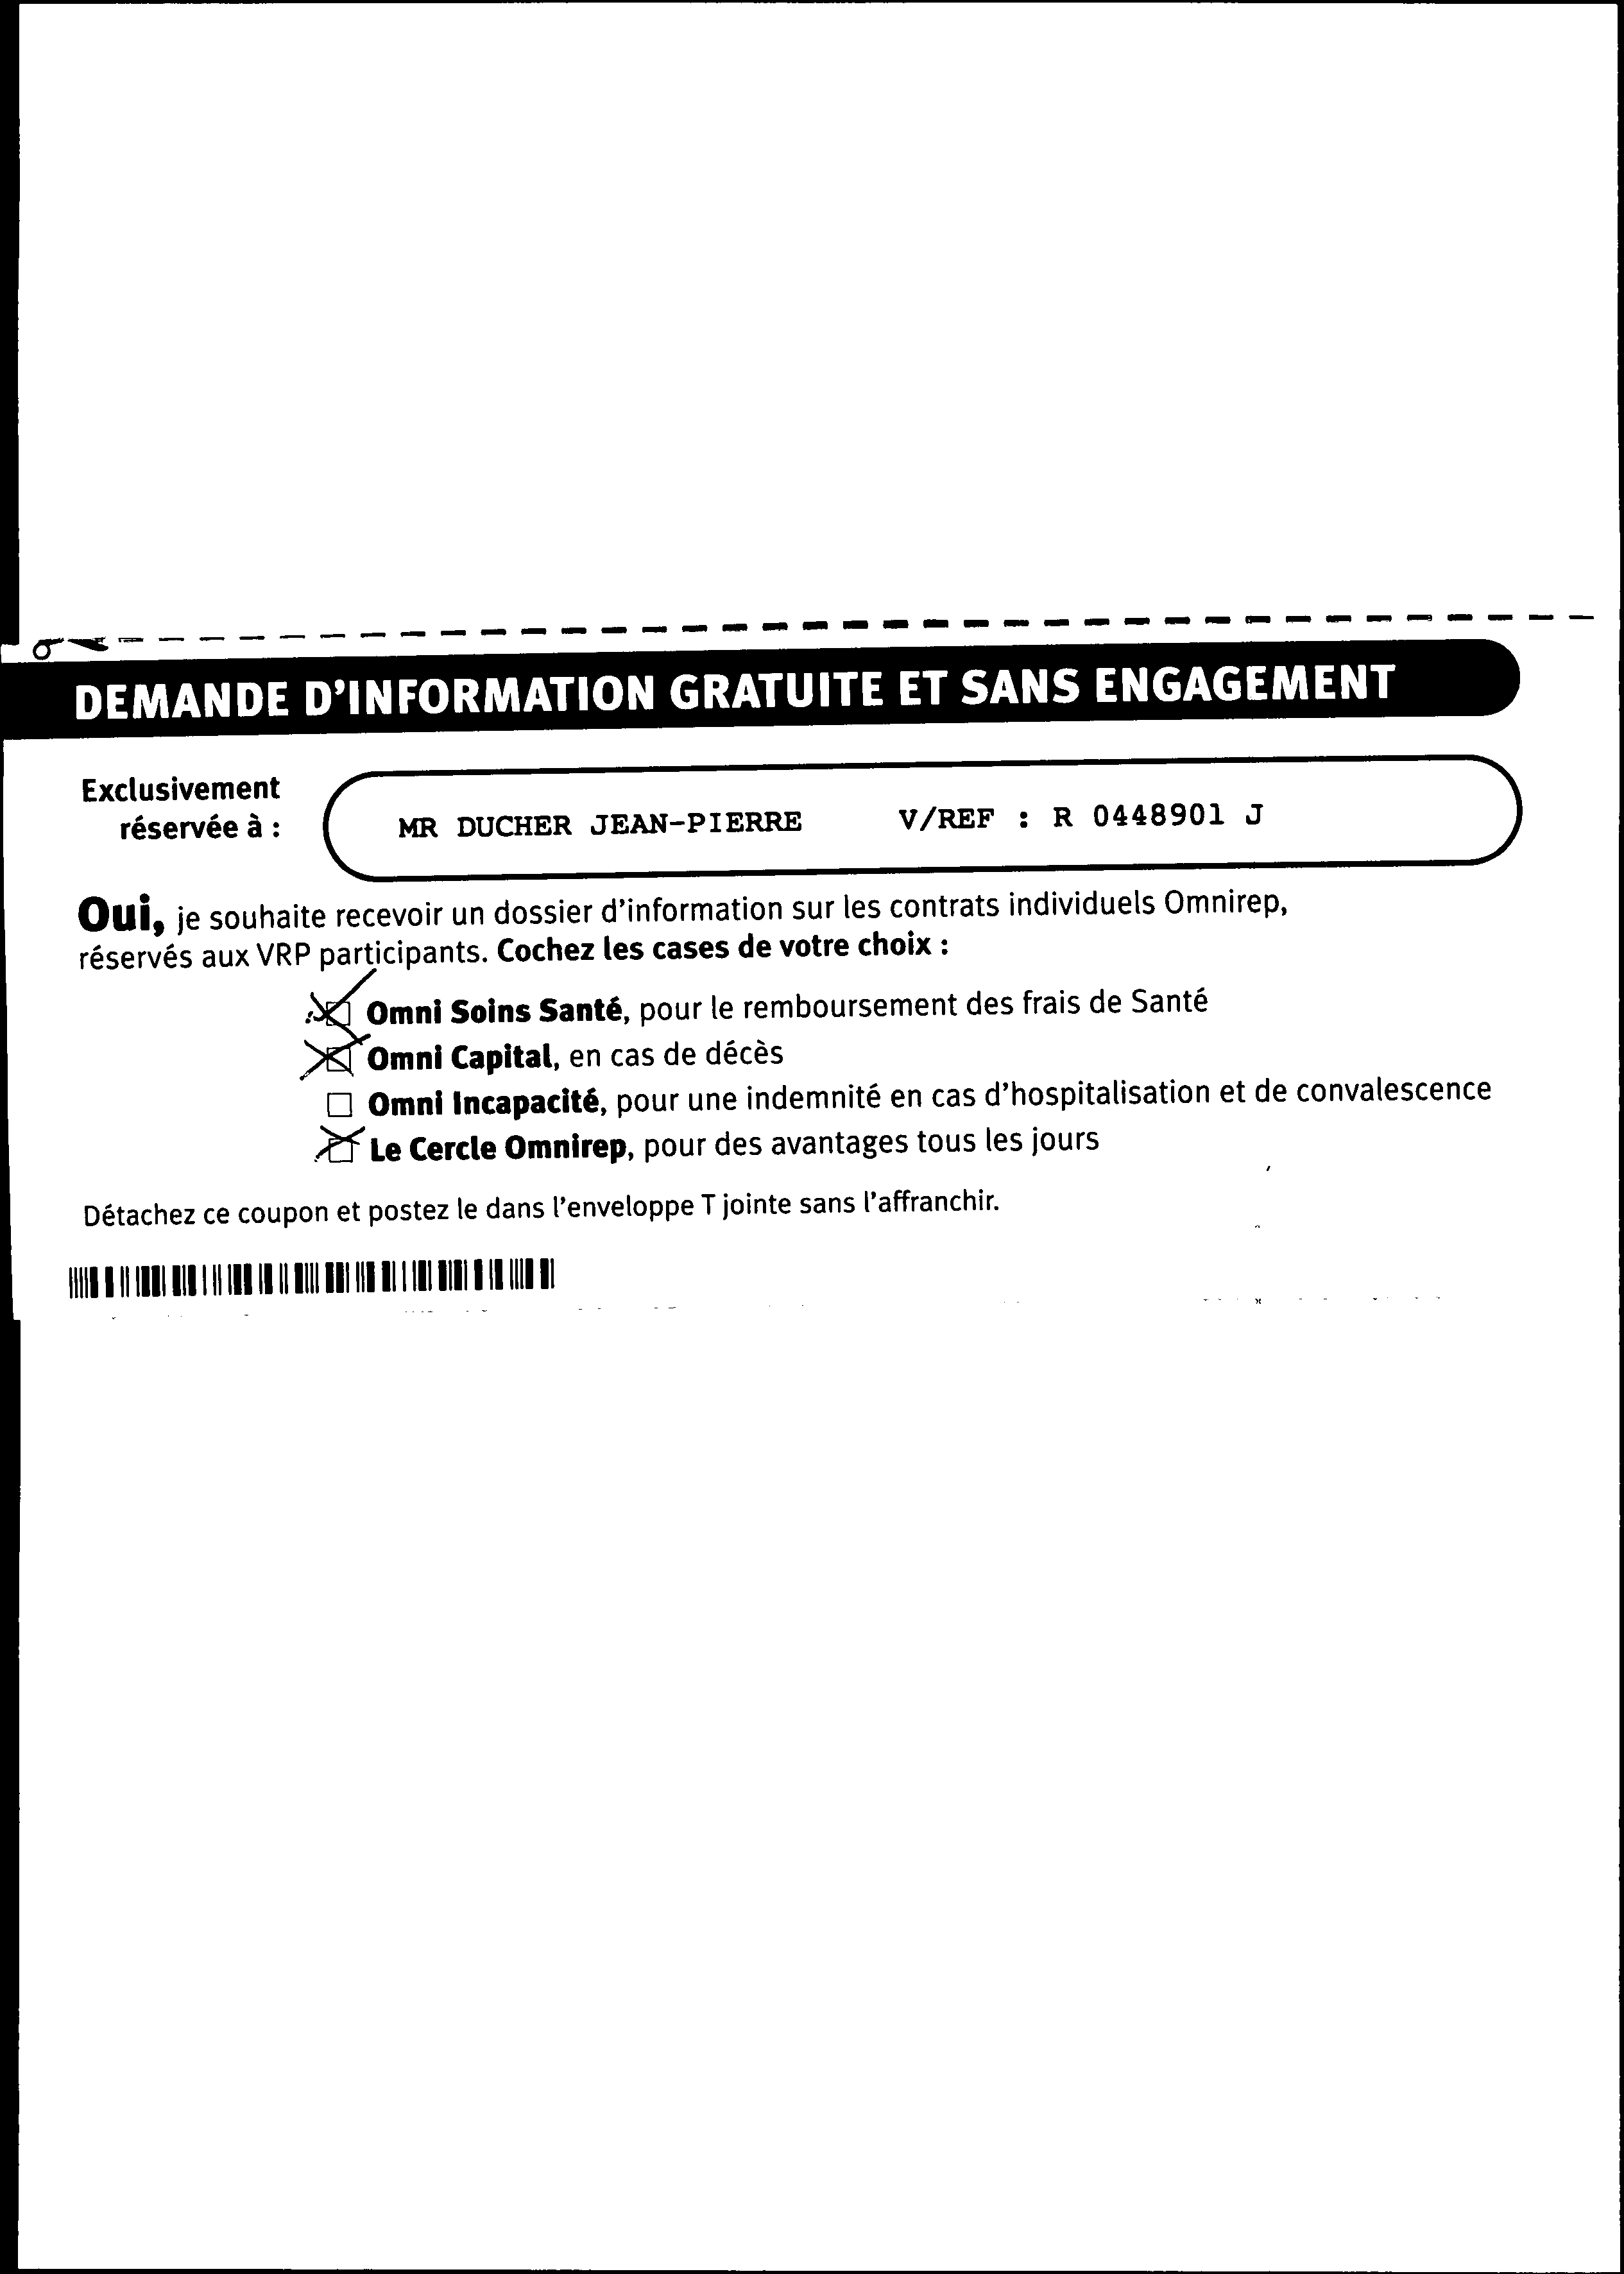 DEMANDE D'INFORMATION GRATUITE ET SANS ENGAGEMENT
Exclusivement
réservée à :
MR DUCHER JEAN-PIERRE V/REF : R 0448901 J
Oui, je souhaite recevoir un dossier d'information sur les contrats individuels Omnirep,
réservés aux VRP participants. Cochez les cases de votre choix :
Omni Soins Santé, pour le remboursement des frais de Santé
Omni Capital, en cas de décès
Omni Incapacité, pour une indemnité en cas d'hospitalisation et de convalescence
Le Cercle Omnirep, pour des avantages tous les jours
Détachez ce coupon et postez le dans l'enveloppe T jointe sans l'affranchir.